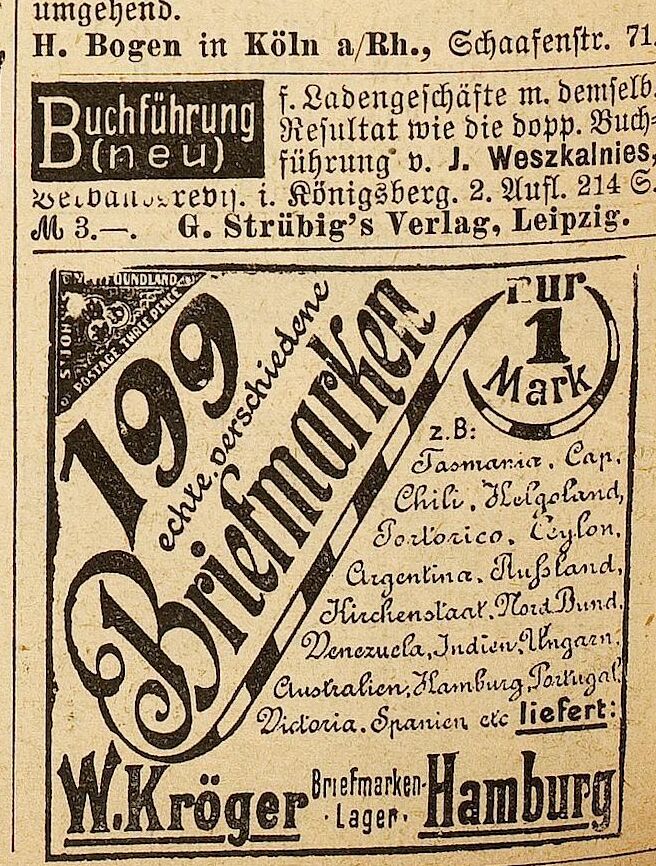 umgehend.
H. Bogen in Köln a/Rh., Schaafenstr. 71.
Buchführung
(neu)
f. Ladengeschäfte m. demselb.
Resultat wie die dopp. Buch-
führung v. J. Weszkalnies,
Verbandsrevis. i. Königsberg. 2. Aufl. 214 S.
M 3.—. G. Strübig's Verlag, Leipzig.
ST JOHN'S
NEWFOUNDLAND
POSTAGE THREE PENCE
199
echte, verschiedene
Briefmarken
nur
1
Mark
z.B:
Tasmania, Cap,
Chili, Helgoland,
Portorico, Ceylon,
Argentina, Rußland,
Kirchenstaat, Nord Bund,
Venezuela, Indien, Ungarn,
Australien, Hamburg, Portugal,
Victoria, Spanien etc liefert:
W. Kröger Briefmarken-Lager. Hamburg